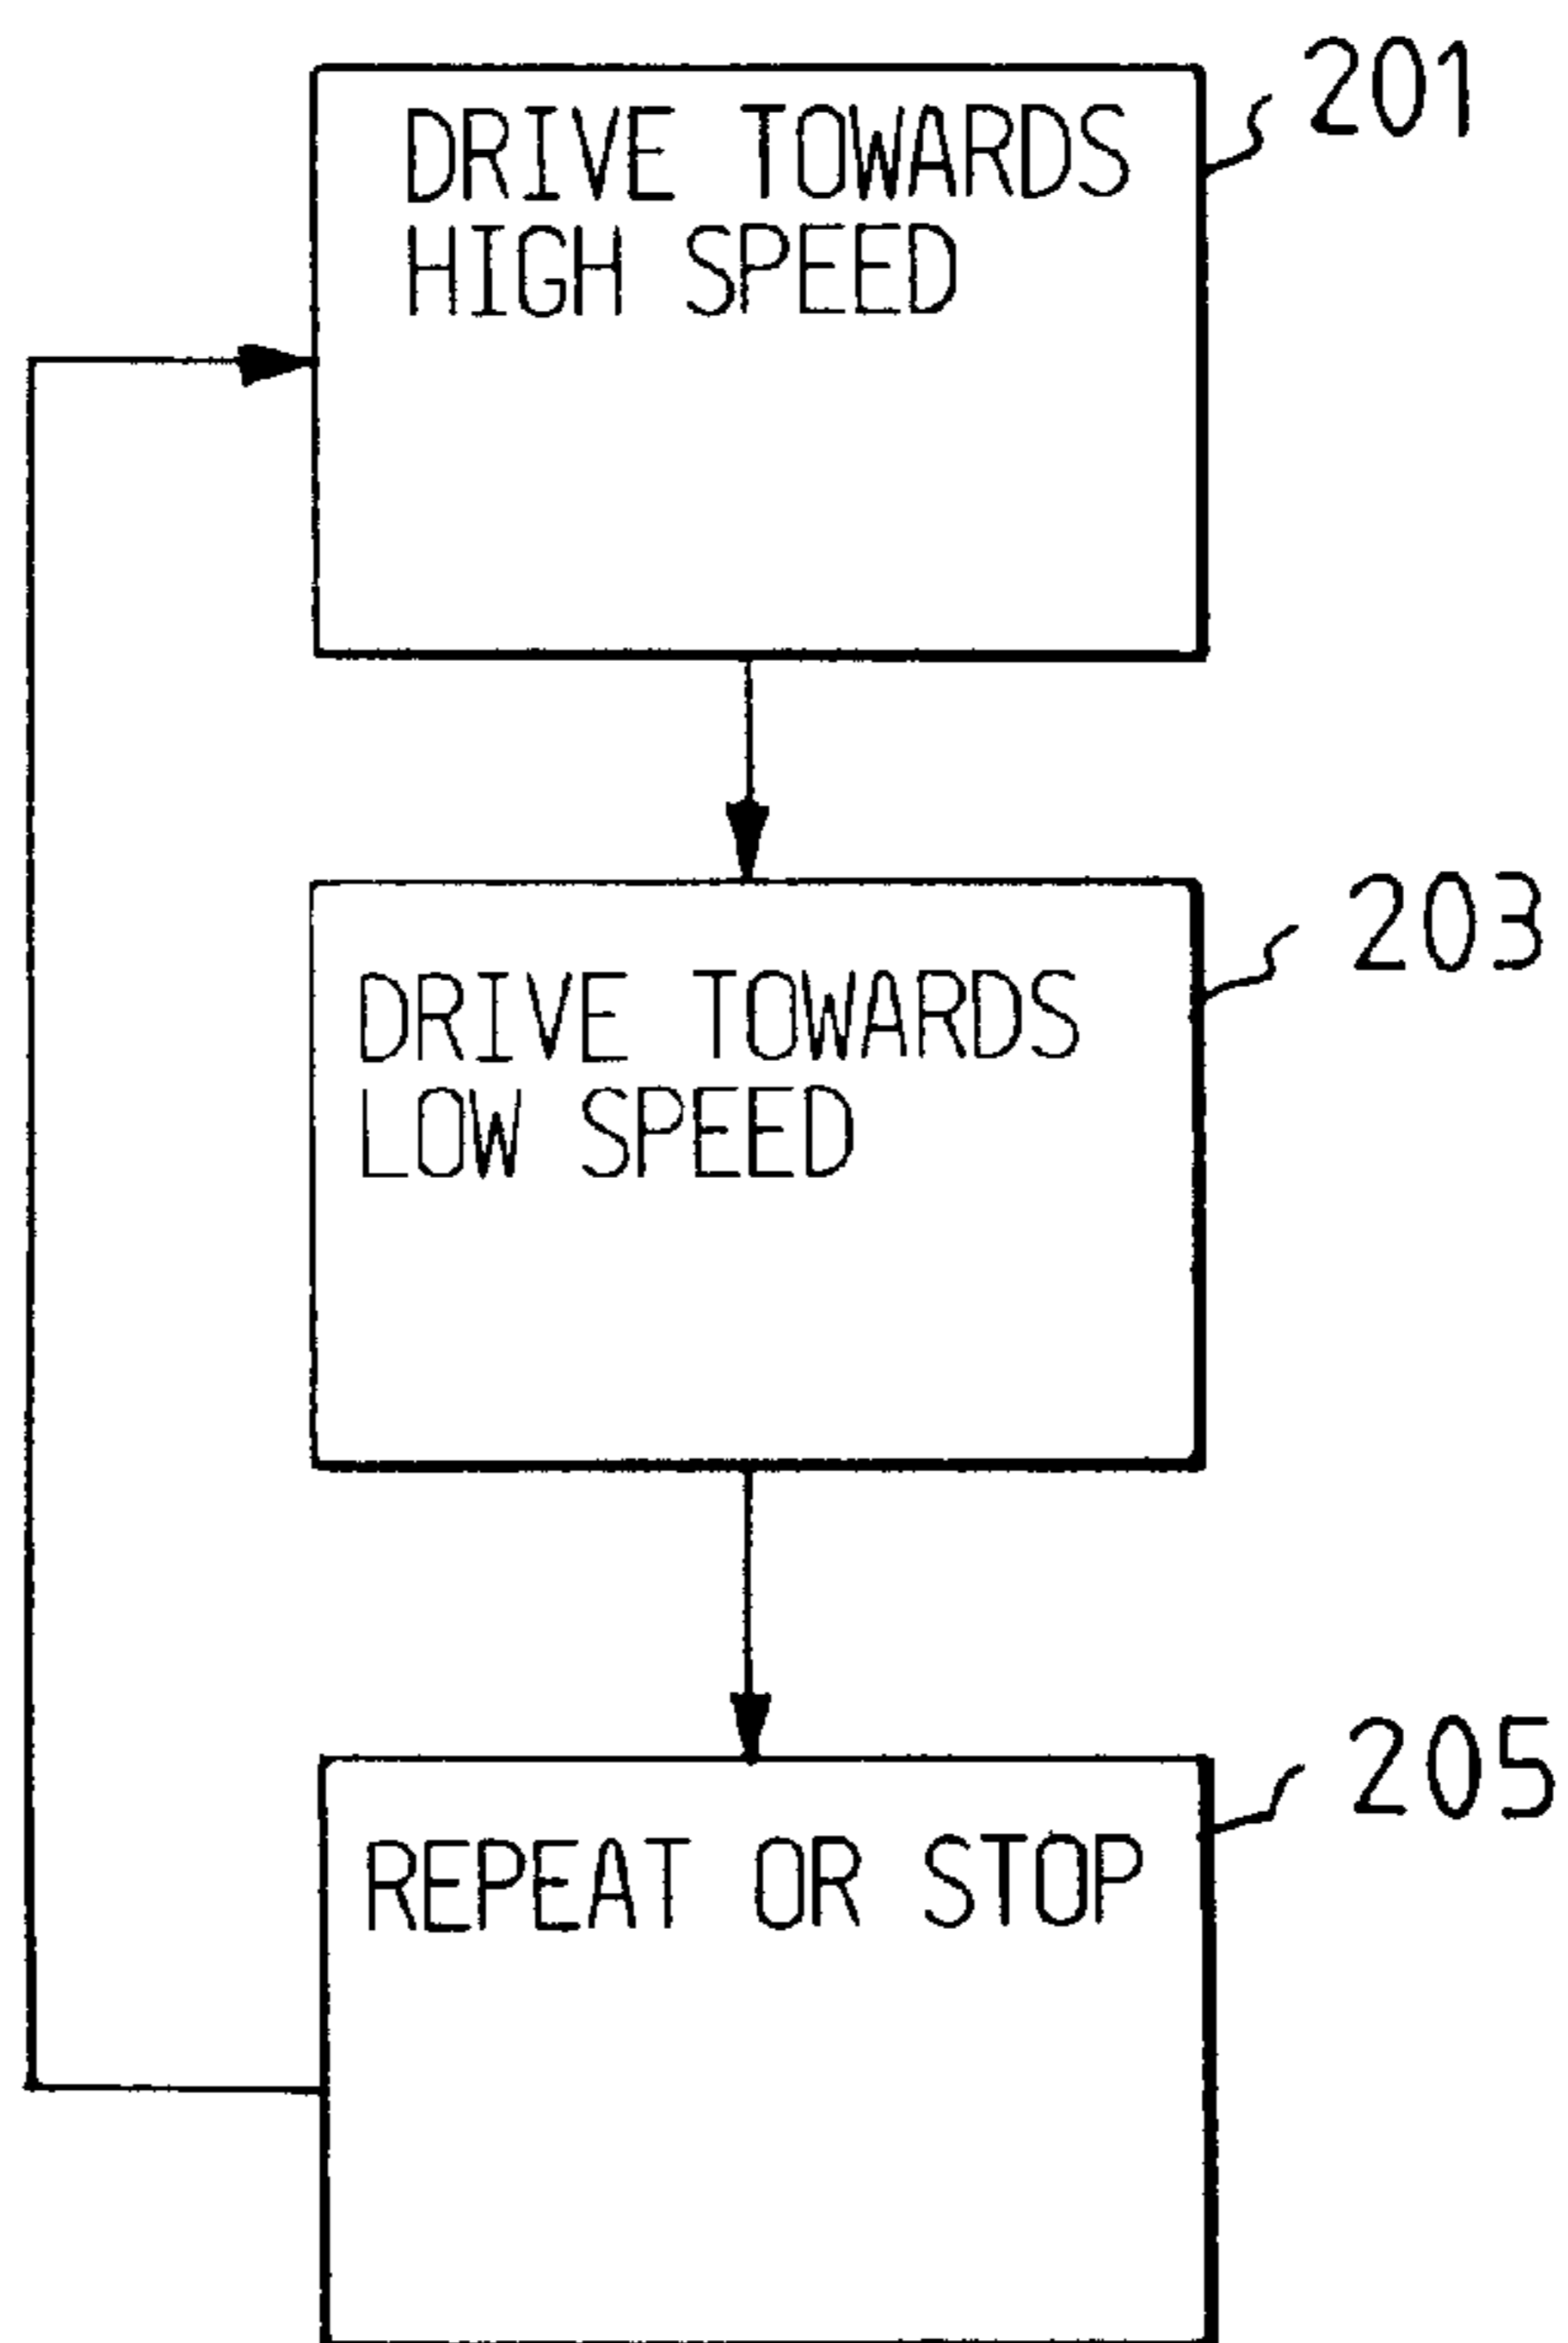 201
DRIVE TOWARDS
HIGH SPEED
203
DRIVE TOWARDS
LOW SPEED
205
REPEAT OR STOP